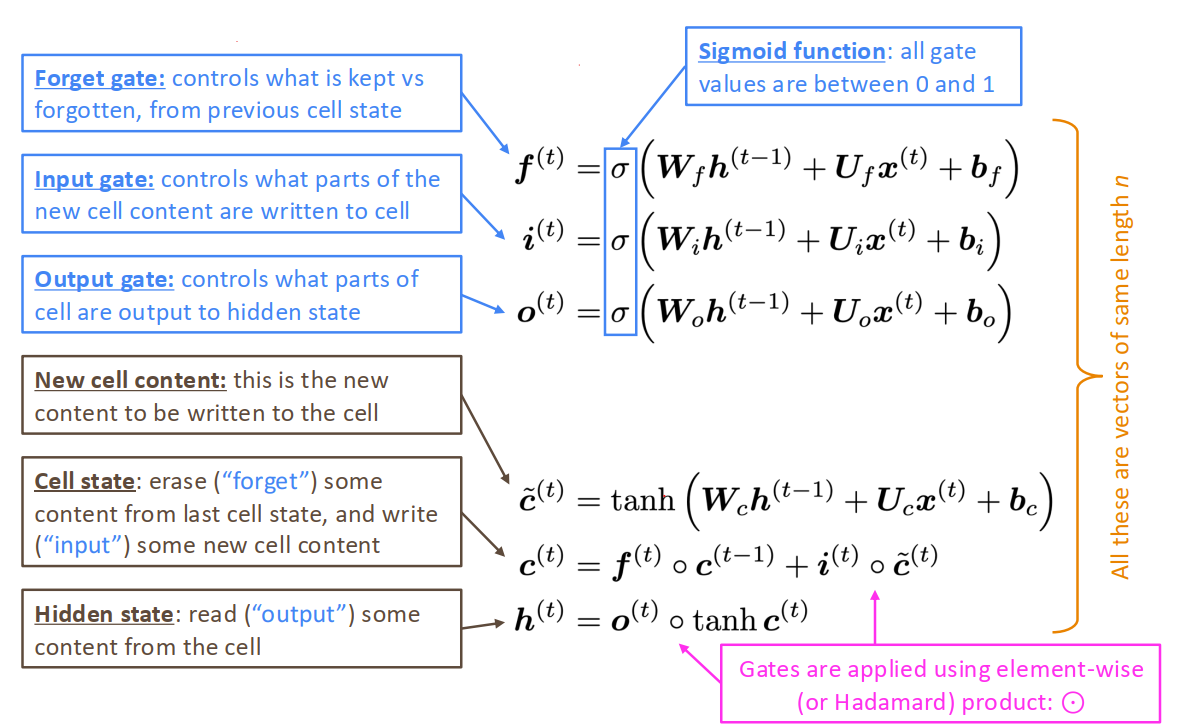 Sigmoid function: all gate
values are between 0 and 1
Forget gate: controls what is kept vs
forgotten, from previous cell state
Input gate: controls what parts of the
new cell content are written to cell
Output gate: controls what parts of
cell are output to hidden state
New cell content: this is the new
content to be written to the cell
Cell state: erase (“forget”) some
content from last cell state, and write
(“input”) some new cell content
Hidden state: read (“output”) some
content from the cell
f^(t) = σ(W_f h^(t−1) + U_f x^(t) + b_f)
i^(t) = σ(W_i h^(t−1) + U_i x^(t) + b_i)
o^(t) = σ(W_o h^(t−1) + U_o x^(t) + b_o)
c̃^(t) = tanh(W_c h^(t−1) + U_c x^(t) + b_c)
c^(t) = f^(t) ∘ c^(t−1) + i^(t) ∘ c̃^(t)
h^(t) = o^(t) ∘ tanh c^(t)
All these are vectors of same length n
Gates are applied using element-wise
(or Hadamard) product: ⊙